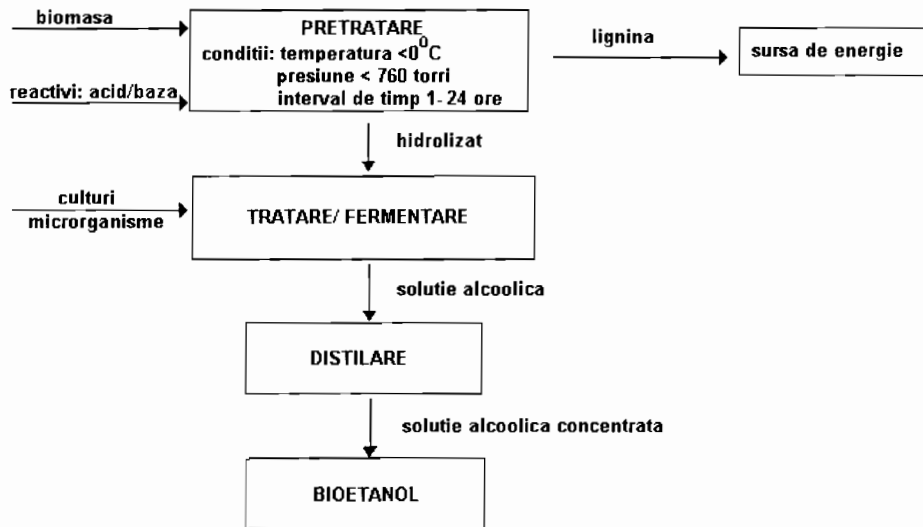 biomasa
PRETRATARE
conditii: temperatura <0⁰C
presiune < 760 torri
interval de timp 1-24 ore
reactivi: acid/baza
lignina
sursa de energie
hidrolizat
culturi
microrganisme
TRATARE/ FERMENTARE
solutie alcoolica
DISTILARE
solutie alcoolica concentrata
BIOETANOL